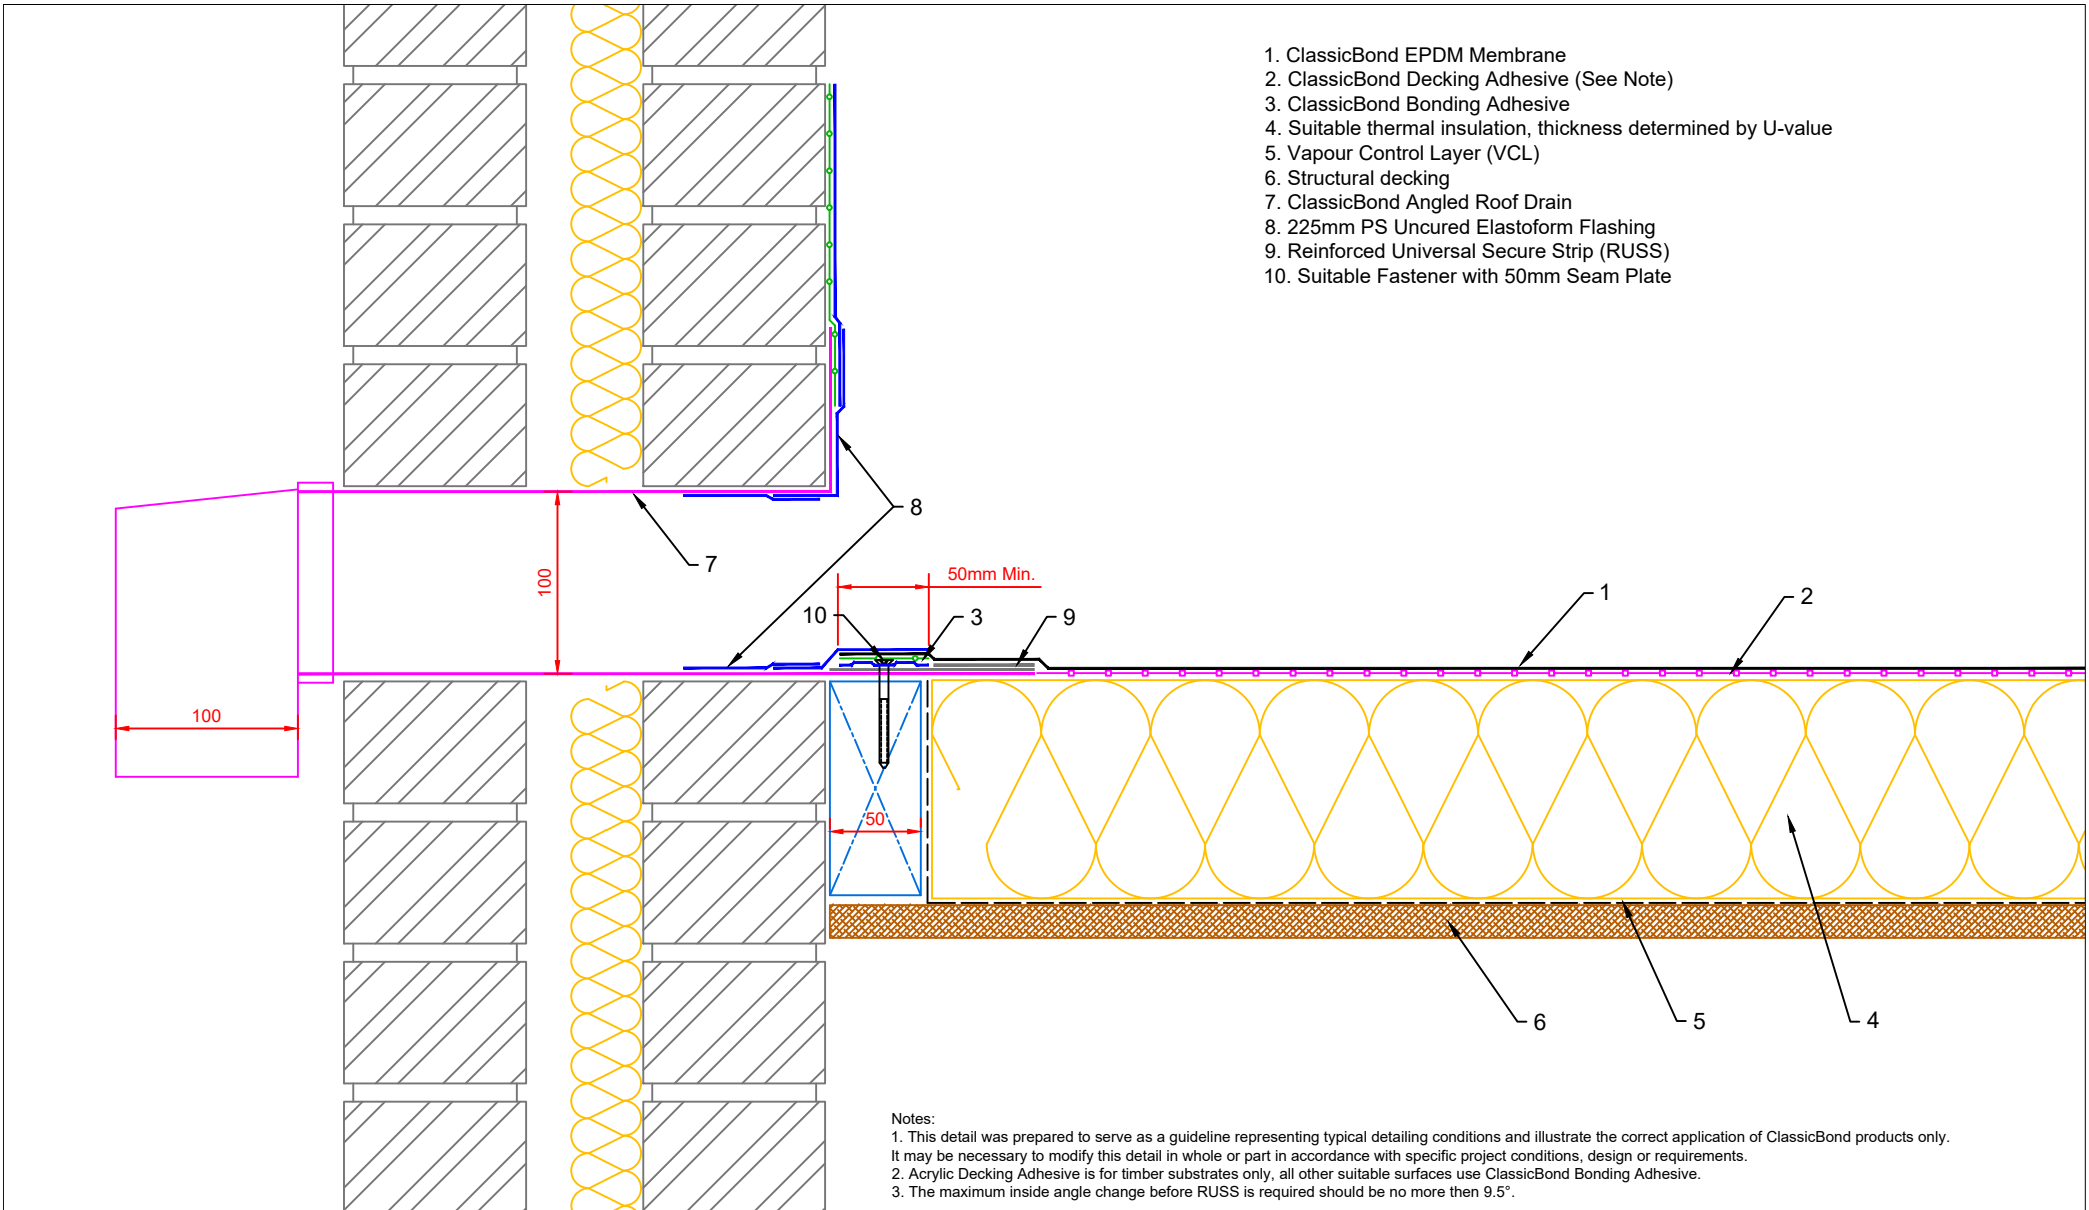 1. ClassicBond EPDM Membrane
2. ClassicBond Decking Adhesive (See Note)
3. ClassicBond Bonding Adhesive
4. Suitable thermal insulation, thickness determined by U-value
5. Vapour Control Layer (VCL)
6. Structural decking
7. ClassicBond Angled Roof Drain
8. 225mm PS Uncured Elastoform Flashing
9. Reinforced Universal Secure Strip (RUSS)
10. Suitable Fastener with 50mm Seam Plate
8
7
100
50mm Min.
10
3
9
1
2
100
50
6
5
4
Notes:
1. This detail was prepared to serve as a guideline representing typical detailing conditions and illustrate the correct application of ClassicBond products only.
It may be necessary to modify this detail in whole or part in accordance with specific project conditions, design or requirements.
2. Acrylic Decking Adhesive is for timber substrates only, all other suitable surfaces use ClassicBond Bonding Adhesive.
3. The maximum inside angle change before RUSS is required should be no more then 9.5°.